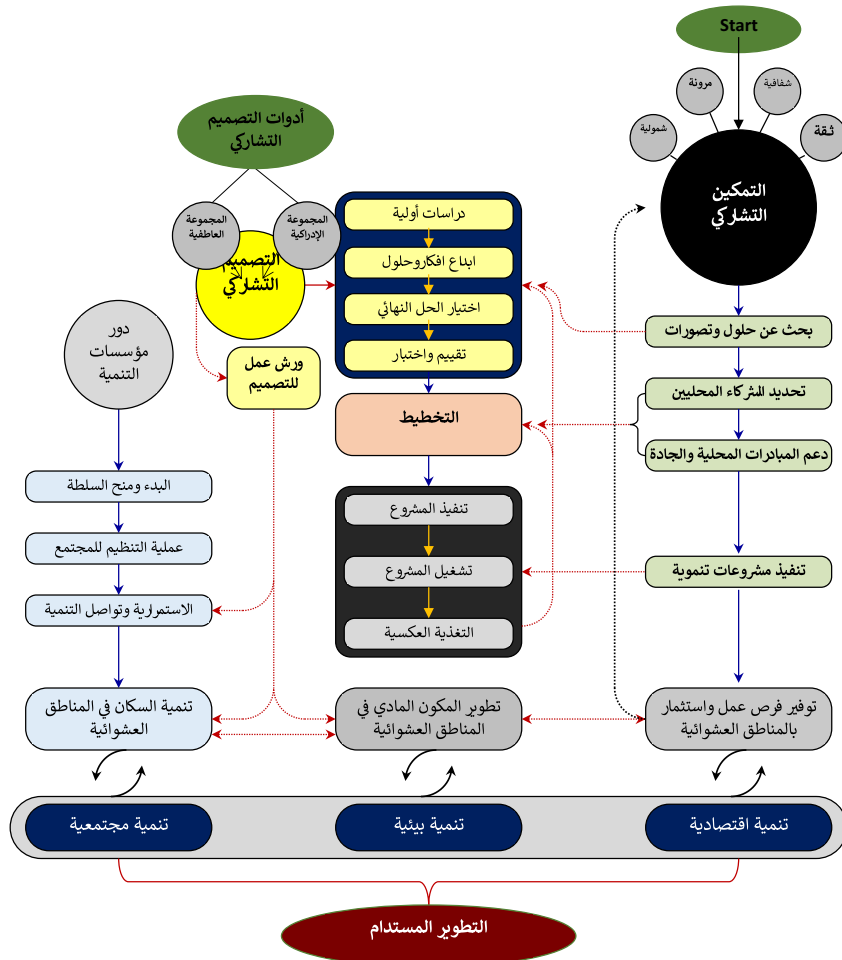 Start
ثقة
شفافية
مرونة
شمولية
التمكين
التشاركي
بحث عن حلول وتصورات
تحديد الشركاء المحليين
دعم المبادرات المحلية والجادة
تنفيذ مشروعات تنموية
توفير فرص عمل واستثمار
بالمناطق العشوائية
أدوات التصميم
التشاركي
المجموعة
الإدراكية
المجموعة
العاطفية
التصميم
التشاركي
دراسات أولية
ابداع افكاروحلول
اختيار الحل النهائي
تقييم واختبار
ورش عمل
للتصميم
التخطيط
تنفيذ المشروع
تشغيل المشروع
التغذية العكسية
تطوير المكون المادي في
المناطق العشوائية
دور
مؤسسات
التنمية
البدء ومنح السلطة
عملية التنظيم للمجتمع
الاستمرارية وتواصل التنمية
تنمية السكان في المناطق
العشوائية
تنمية اقتصادية
تنمية بيئية
تنمية مجتمعية
التطوير المستدام